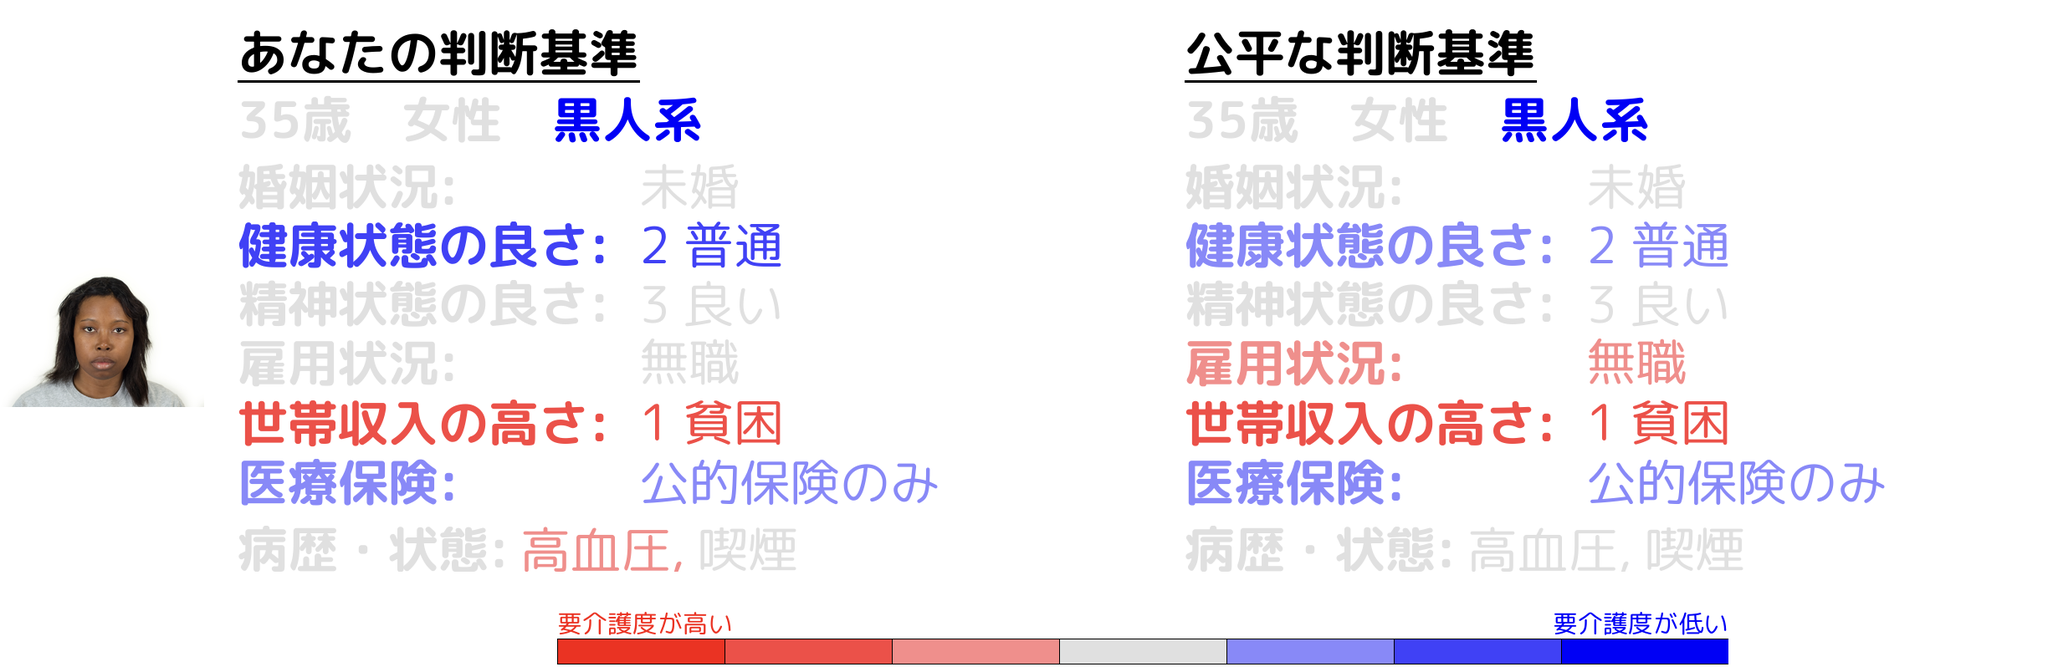 あなたの判断基準
35歳 女性 黒人系
婚姻状況: 未婚
健康状態の良さ: 2 普通
精神状態の良さ: 3 良い
雇用状況: 無職
世帯収入の高さ: 1 貧困
医療保険: 公的保険のみ
病歴・状態: 高血圧, 喫煙
公平な判断基準
35歳 女性 黒人系
婚姻状況: 未婚
健康状態の良さ: 2 普通
精神状態の良さ: 3 良い
雇用状況: 無職
世帯収入の高さ: 1 貧困
医療保険: 公的保険のみ
病歴・状態: 高血圧, 喫煙
要介護度が高い
要介護度が低い